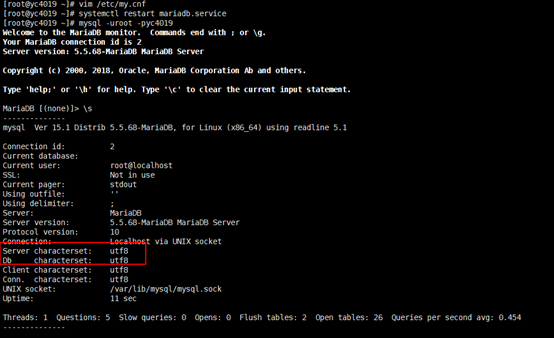 [root@yc4019 ~]# vim /etc/my.cnf
[root@yc4019 ~]# systemctl restart mariadb.service
[root@yc4019 ~]# mysql -uroot -pyc4019
Welcome to the MariaDB monitor.  Commands end with ; or \g.
Your MariaDB connection id is 2
Server version: 5.5.68-MariaDB MariaDB Server
Copyright (c) 2000, 2018, Oracle, MariaDB Corporation Ab and others.
Type 'help;' or '\h' for help. Type '\c' to clear the current input statement.
MariaDB [(none)]> \s
--------------
mysql  Ver 15.1 Distrib 5.5.68-MariaDB, for Linux (x86_64) using readline 5.1
Connection id:          2
Current database:
Current user:           root@localhost
SSL:                    Not in use
Current pager:          stdout
Using outfile:          ''
Using delimiter:        ;
Server:                 MariaDB
Server version:         5.5.68-MariaDB MariaDB Server
Protocol version:       10
Connection:             Localhost via UNIX socket
Server characterset:    utf8
Db     characterset:    utf8
Client characterset:    utf8
Conn.  characterset:    utf8
UNIX socket:            /var/lib/mysql/mysql.sock
Uptime:                 11 sec
Threads: 1  Questions: 5  Slow queries: 0  Opens: 0  Flush tables: 2  Open tables: 26  Queries per second avg: 0.454
--------------